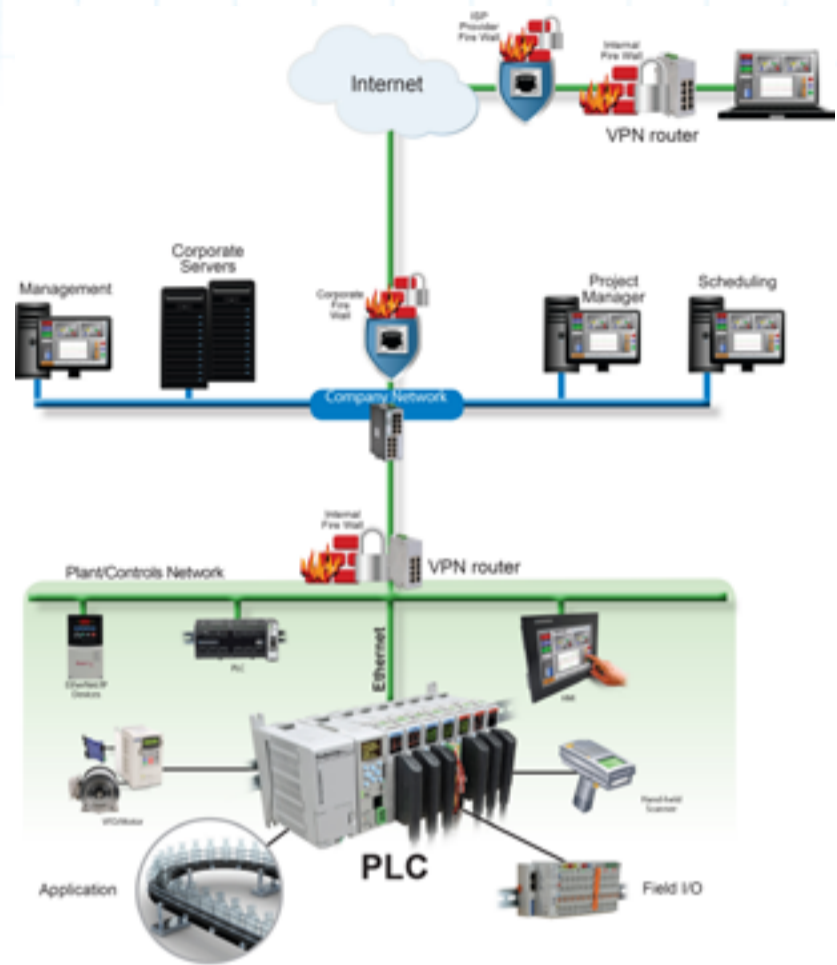 ISP
Provider
Fire Wall
Internal
Fire Wall
Internet
VPN router
Corporate
Servers
Management
Corporate
Fire
Wall
Project
Manager
Scheduling
Company Network
Internal
Fire Wall
VPN router
Plant/Controls Network
Ethernet
EtherNet/IP
Devices
PLC
HMI
VFD/Motor
Hand-held
Scanner
PLC
Application
Field I/O